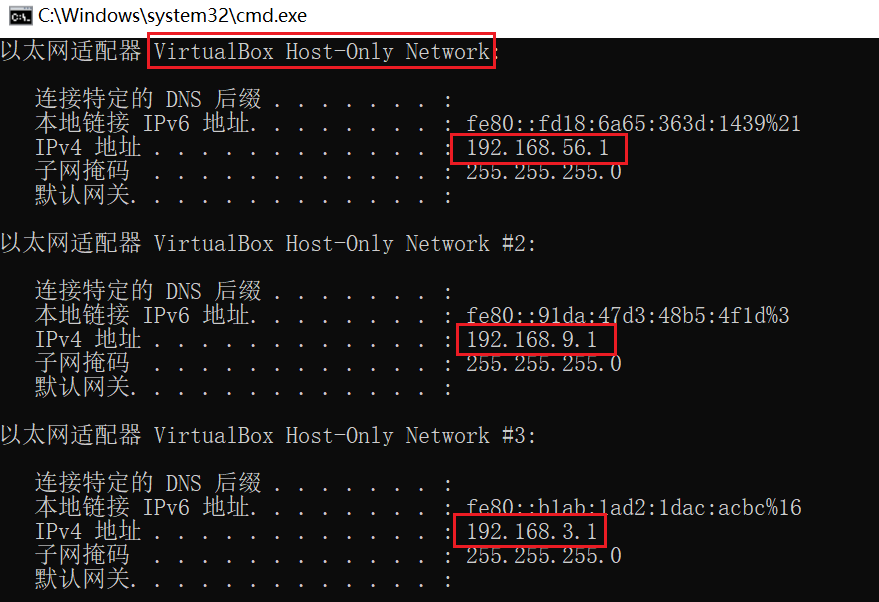 C:\Windows\system32\cmd.exe
以太网适配器 VirtualBox Host-Only Network:
连接特定的 DNS 后缀 . . . . . . . :
本地链接 IPv6 地址. . . . . . . . : fe80::fd18:6a65:363d:1439%21
IPv4 地址 . . . . . . . . . . . . : 192.168.56.1
子网掩码  . . . . . . . . . . . . : 255.255.255.0
默认网关. . . . . . . . . . . . . :
以太网适配器 VirtualBox Host-Only Network #2:
连接特定的 DNS 后缀 . . . . . . . :
本地链接 IPv6 地址. . . . . . . . : fe80::91da:47d3:48b5:4f1d%3
IPv4 地址 . . . . . . . . . . . . : 192.168.9.1
子网掩码  . . . . . . . . . . . . : 255.255.255.0
默认网关. . . . . . . . . . . . . :
以太网适配器 VirtualBox Host-Only Network #3:
连接特定的 DNS 后缀 . . . . . . . :
本地链接 IPv6 地址. . . . . . . . : fe80::b1ab:1ad2:1dac:acbc%16
IPv4 地址 . . . . . . . . . . . . : 192.168.3.1
子网掩码  . . . . . . . . . . . . : 255.255.255.0
默认网关. . . . . . . . . . . . . :